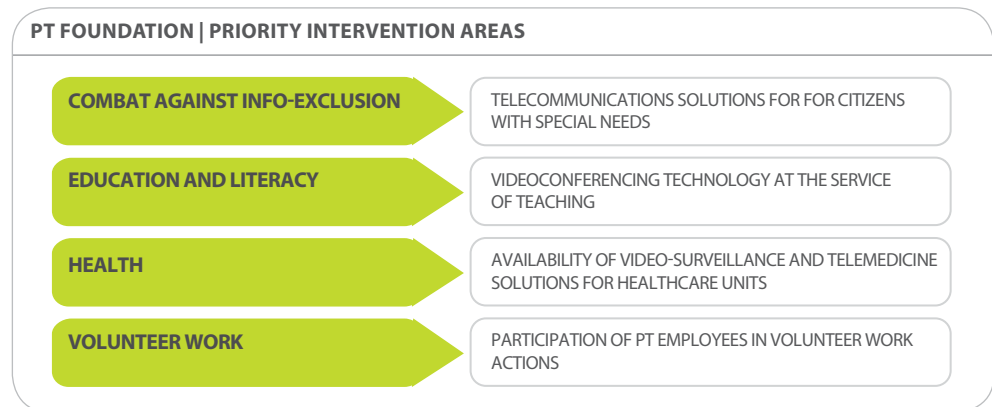 PT FOUNDATION | PRIORITY INTERVENTION AREAS
COMBAT AGAINST INFO-EXCLUSION
TELECOMMUNICATIONS SOLUTIONS FOR FOR CITIZENS
WITH SPECIAL NEEDS
EDUCATION AND LITERACY
VIDEOCONFERENCING TECHNOLOGY AT THE SERVICE
OF TEACHING
HEALTH
AVAILABILITY OF VIDEO-SURVEILLANCE AND TELEMEDICINE
SOLUTIONS FOR HEALTHCARE UNITS
VOLUNTEER WORK
PARTICIPATION OF PT EMPLOYEES IN VOLUNTEER WORK
ACTIONS